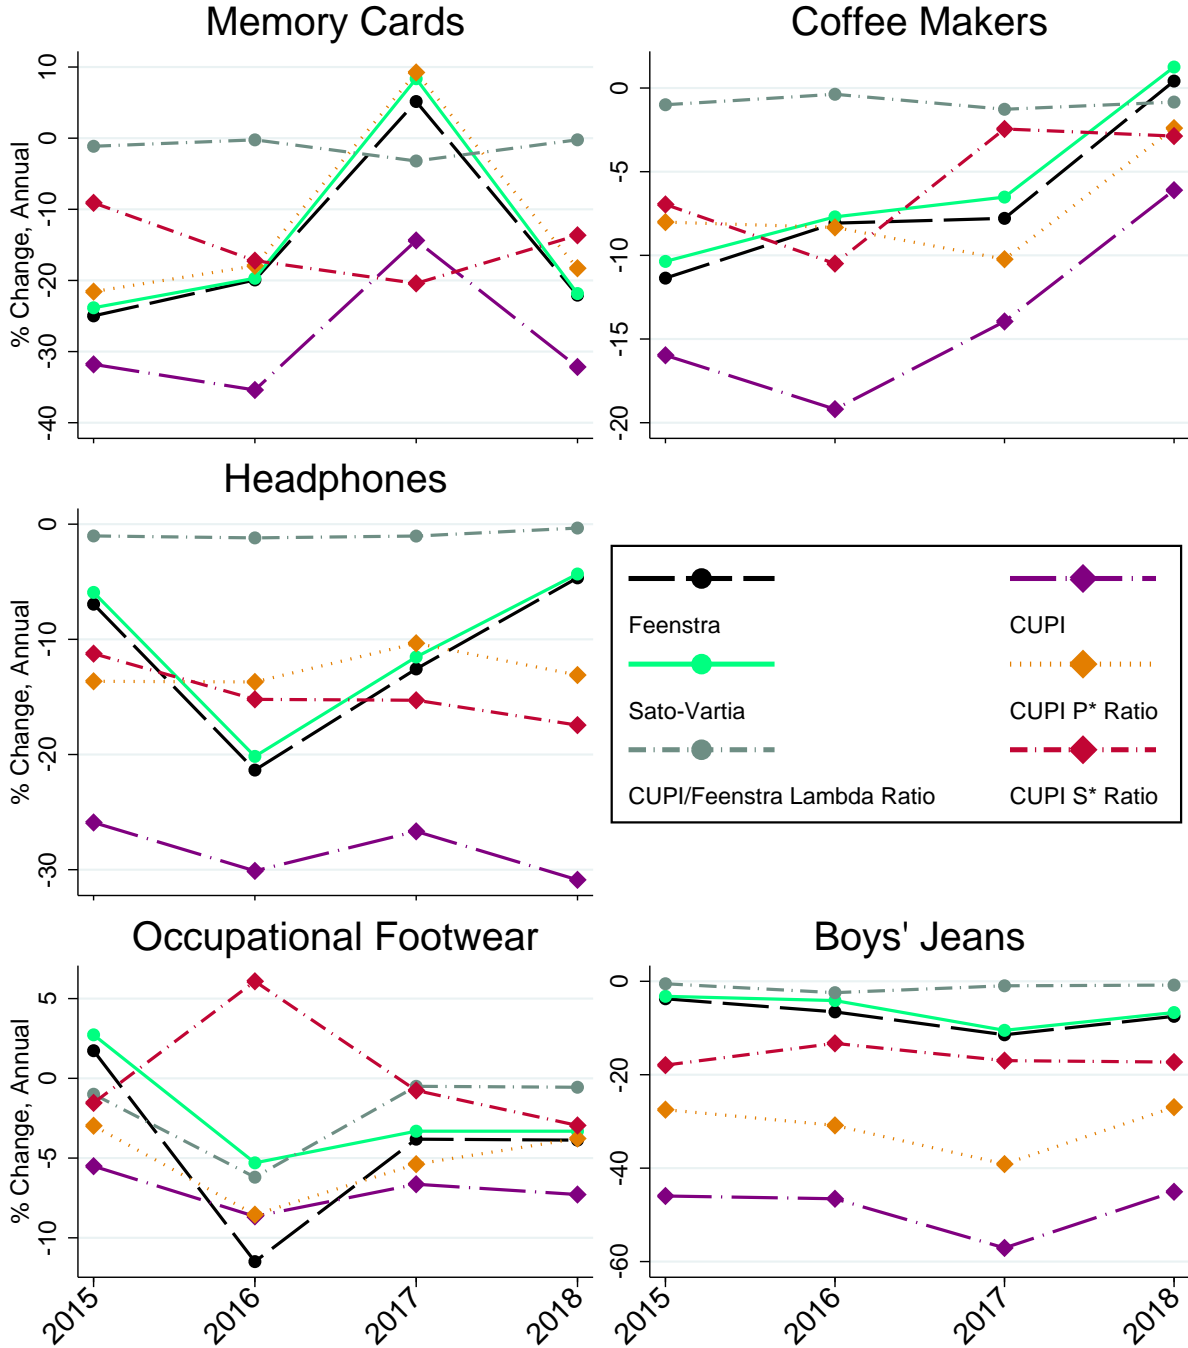 Memory Cards
% Change, Annual
10
0
-10
-20
-30
-40
Coffee Makers
0
-5
-10
-15
-20
Headphones
% Change, Annual
0
-10
-20
-30
Feenstra
CUPI
Sato-Vartia
CUPI P* Ratio
CUPI/Feenstra Lambda Ratio
CUPI S* Ratio
Occupational Footwear
% Change, Annual
5
0
-5
-10
2015
2016
2017
2018
Boys' Jeans
0
-20
-40
-60
2015
2016
2017
2018